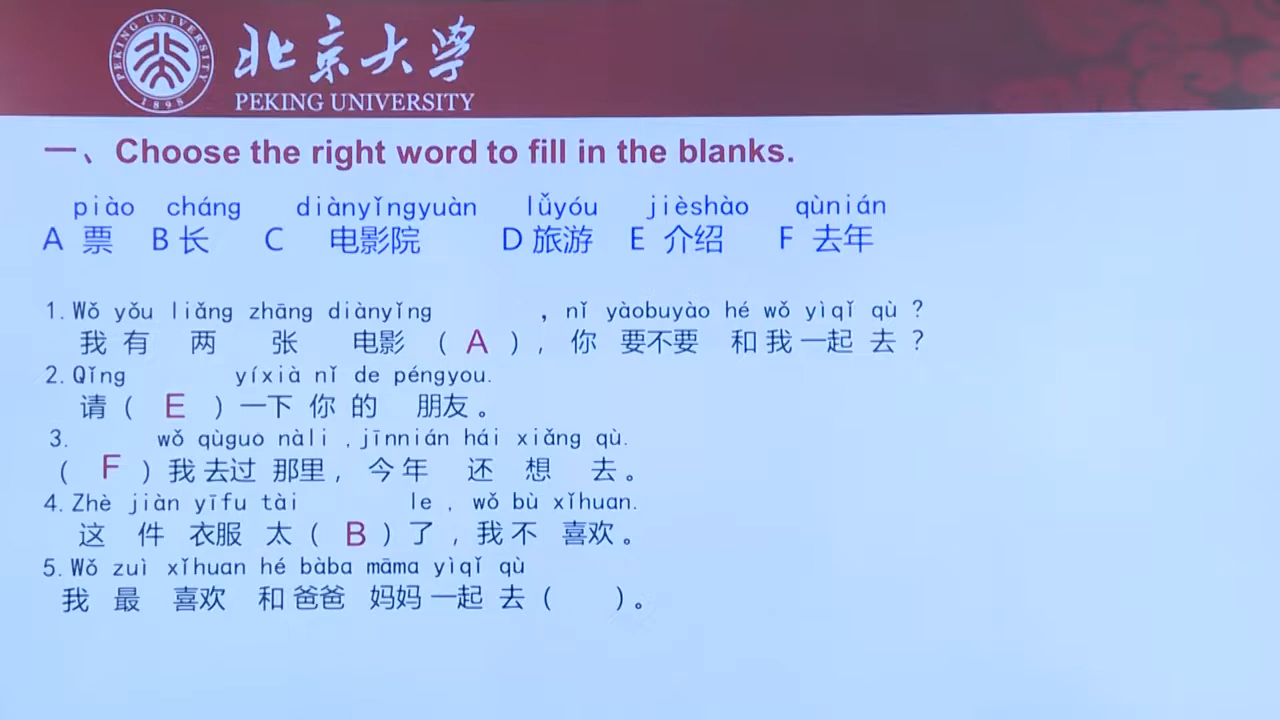 PEKING UNIVERSITY
1898
北京大学
PEKING UNIVERSITY
一、Choose the right word to fill in the blanks.
piào cháng diànyǐngyuàn lǚyóu jièshào qùnián
A 票 B 长 C 电影院 D 旅游 E 介绍 F 去年
1. Wǒ yǒu liǎng zhāng diànyǐng , nǐ yàobuyào hé wǒ yìqǐ qù ?
我 有 两 张 电影 ( A ), 你 要不要 和 我 一起 去 ?
2. Qǐng yíxià nǐ de péngyou.
请 ( E ) 一下 你 的 朋友 。
3. wǒ qùguo nàli , jīnnián hái xiǎng qù.
( F ) 我 去过 那里 , 今年 还 想 去 。
4. Zhè jiàn yīfu tài le , wǒ bù xǐhuan.
这 件 衣服 太 ( B ) 了 , 我 不 喜欢 。
5. Wǒ zuì xǐhuan hé bàba māma yìqǐ qù
我 最 喜欢 和 爸爸 妈妈 一起 去 ( )。